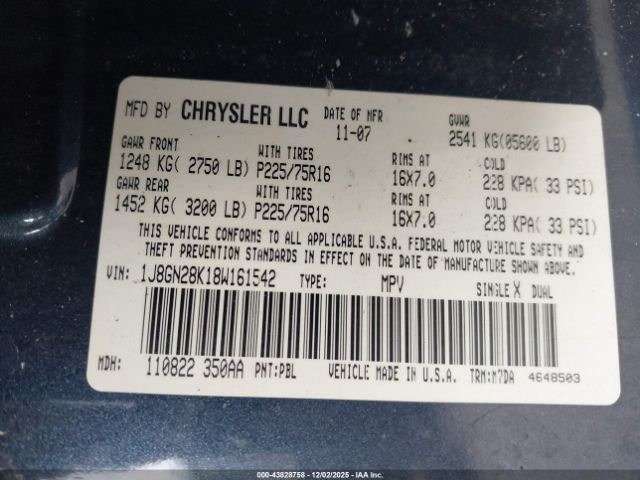 MFD BY CHRYSLER LLC DATE OF MFR GVWR
11-07 2541 KG(05600 LB)
GAWR FRONT WITH TIRES RIMS AT COLD
1248 KG( 2750 LB) P225/75R16 16X7.0 228 KPA( 33 PSI)
GAWR REAR WITH TIRES RIMS AT COLD
1452 KG( 3200 LB) P225/75R16 16X7.0 228 KPA( 33 PSI)
THIS VEHICLE CONFORMS TO ALL APPLICABLE U.S.A. FEDERAL MOTOR VEHICLE SAFETY AND
THEFT PREVENTION STANDARDS IN EFFECT ON THE DATE OF MANUFACTURE SHOWN ABOVE.
VIN: 1J8GN28K18W161542 TYPE: MPV SINGLE X DUAL
MDH: 110822 350AA PNT:PBL VEHICLE MADE IN U.S.A. TRM:M7DA 4648503
000-43828758 - 12/02/2025 - IAAI, Inc.